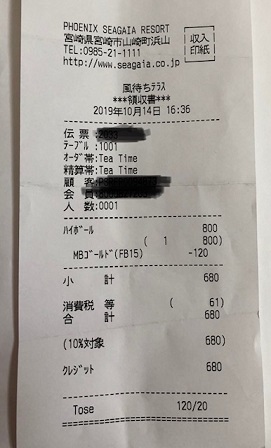 PHOENIX SEAGAIA RESORT
宮崎県宮崎市山崎町浜山
収入
TEL:0985-21-1111
印紙
http://www.seagaia.co.jp
風待ちテラス
***領収書***
2019年10月14日 16:36
伝 票:
テーブル :1001
オーダ帯:Tea Time
精算帯:Tea Time
顧 客:
会 員
人 数:0001
ハイボール 800
( 1 800)
MBゴールド(FB15) -120
小 計 680
消費税 等 ( 61)
合 計 680
(10%対象 680)
クレジット 680
Tose 120/20